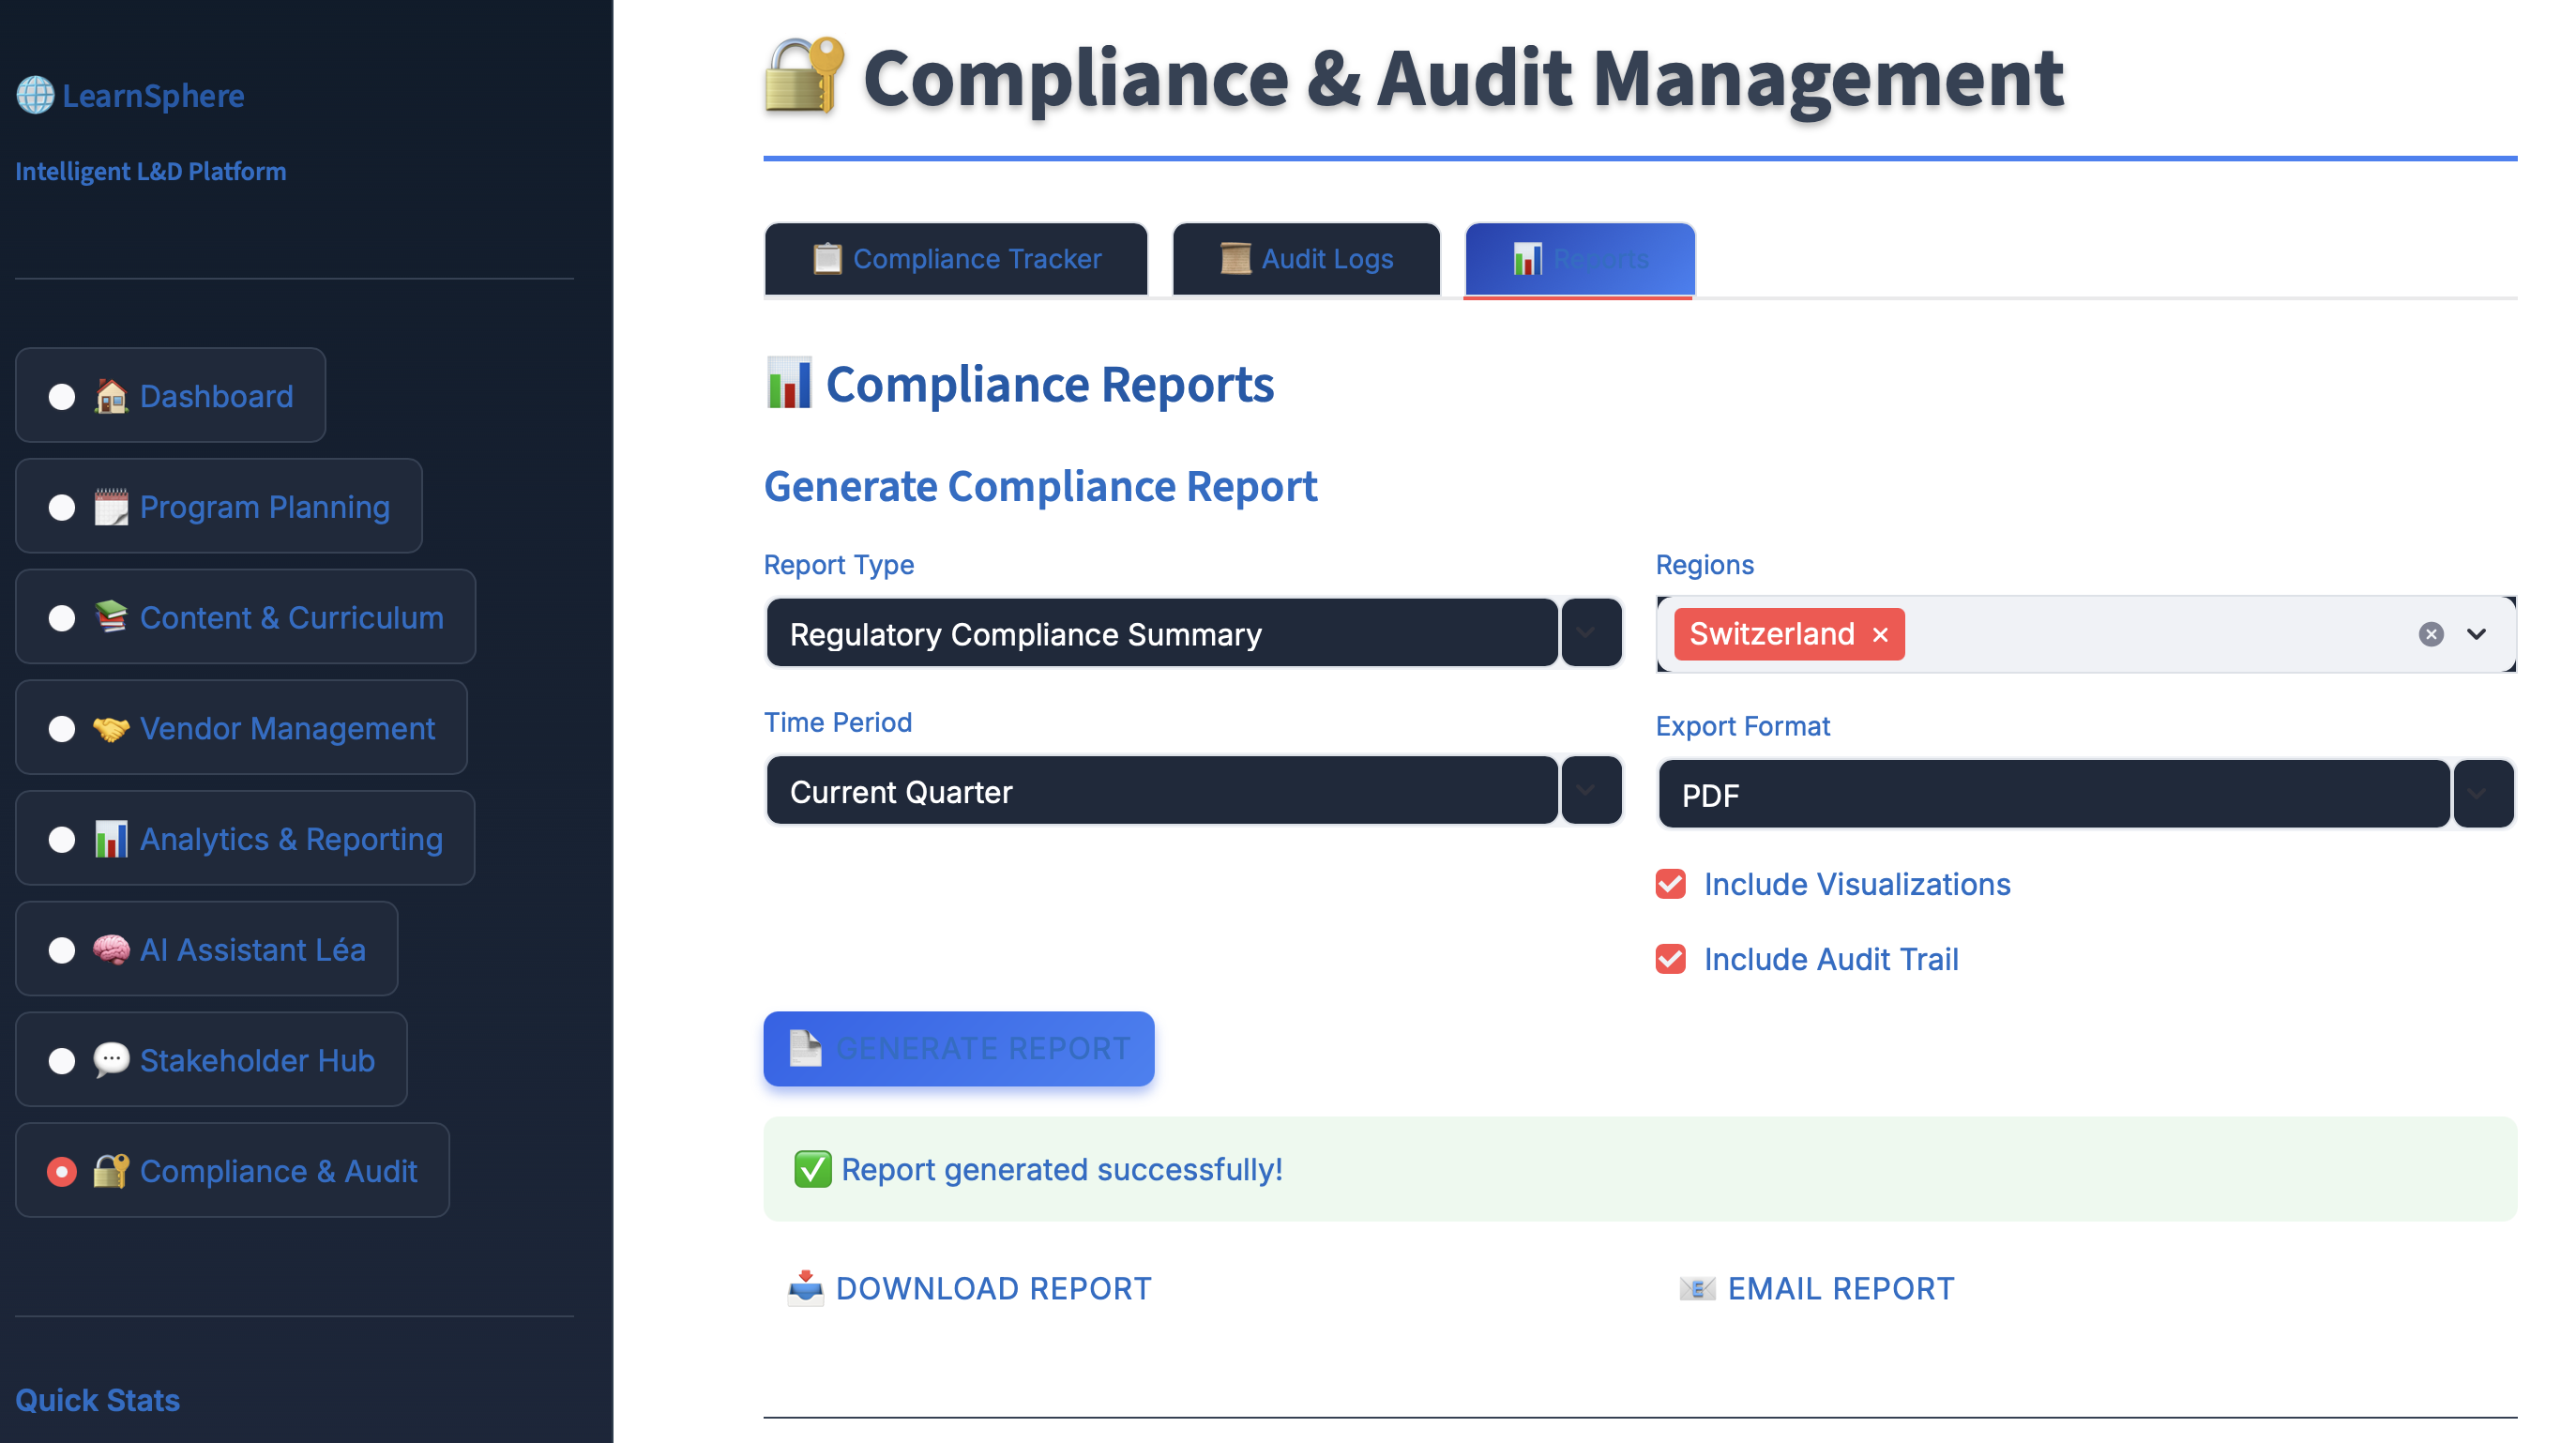 LearnSphere
Intelligent L&D Platform
Dashboard
Program Planning
Content & Curriculum
Vendor Management
Analytics & Reporting
AI Assistant Léa
Stakeholder Hub
Compliance & Audit
Quick Stats
Compliance & Audit Management
Compliance Tracker
Audit Logs
Reports
Compliance Reports
Generate Compliance Report
Report Type
Regulatory Compliance Summary
Regions
Switzerland
Time Period
Current Quarter
Export Format
PDF
Include Visualizations
Include Audit Trail
GENERATE REPORT
Report generated successfully!
DOWNLOAD REPORT
EMAIL REPORT